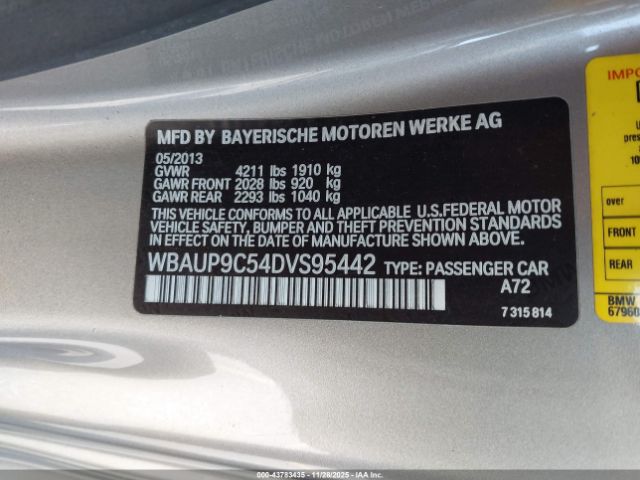 MFD BY BAYERISCHE MOTOREN WERKE AG
05/2013
GVWR 4211 lbs 1910 kg
GAWR FRONT 2028 lbs 920 kg
GAWR REAR 2293 lbs 1040 kg
THIS VEHICLE CONFORMS TO ALL APPLICABLE U.S.FEDERAL MOTOR
VEHICLE SAFETY, BUMPER AND THEFT PREVENTION STANDARDS
IN EFFECT ON THE DATE OF MANUFACTURE SHOWN
ABOVE.
WBAUP9C54DVS95442 TYPE: PASSENGER CAR
A72
7 315 814
over
FRONT
REAR
BMW
© - 43783435 - 11/28/2025 - IAAI.COM